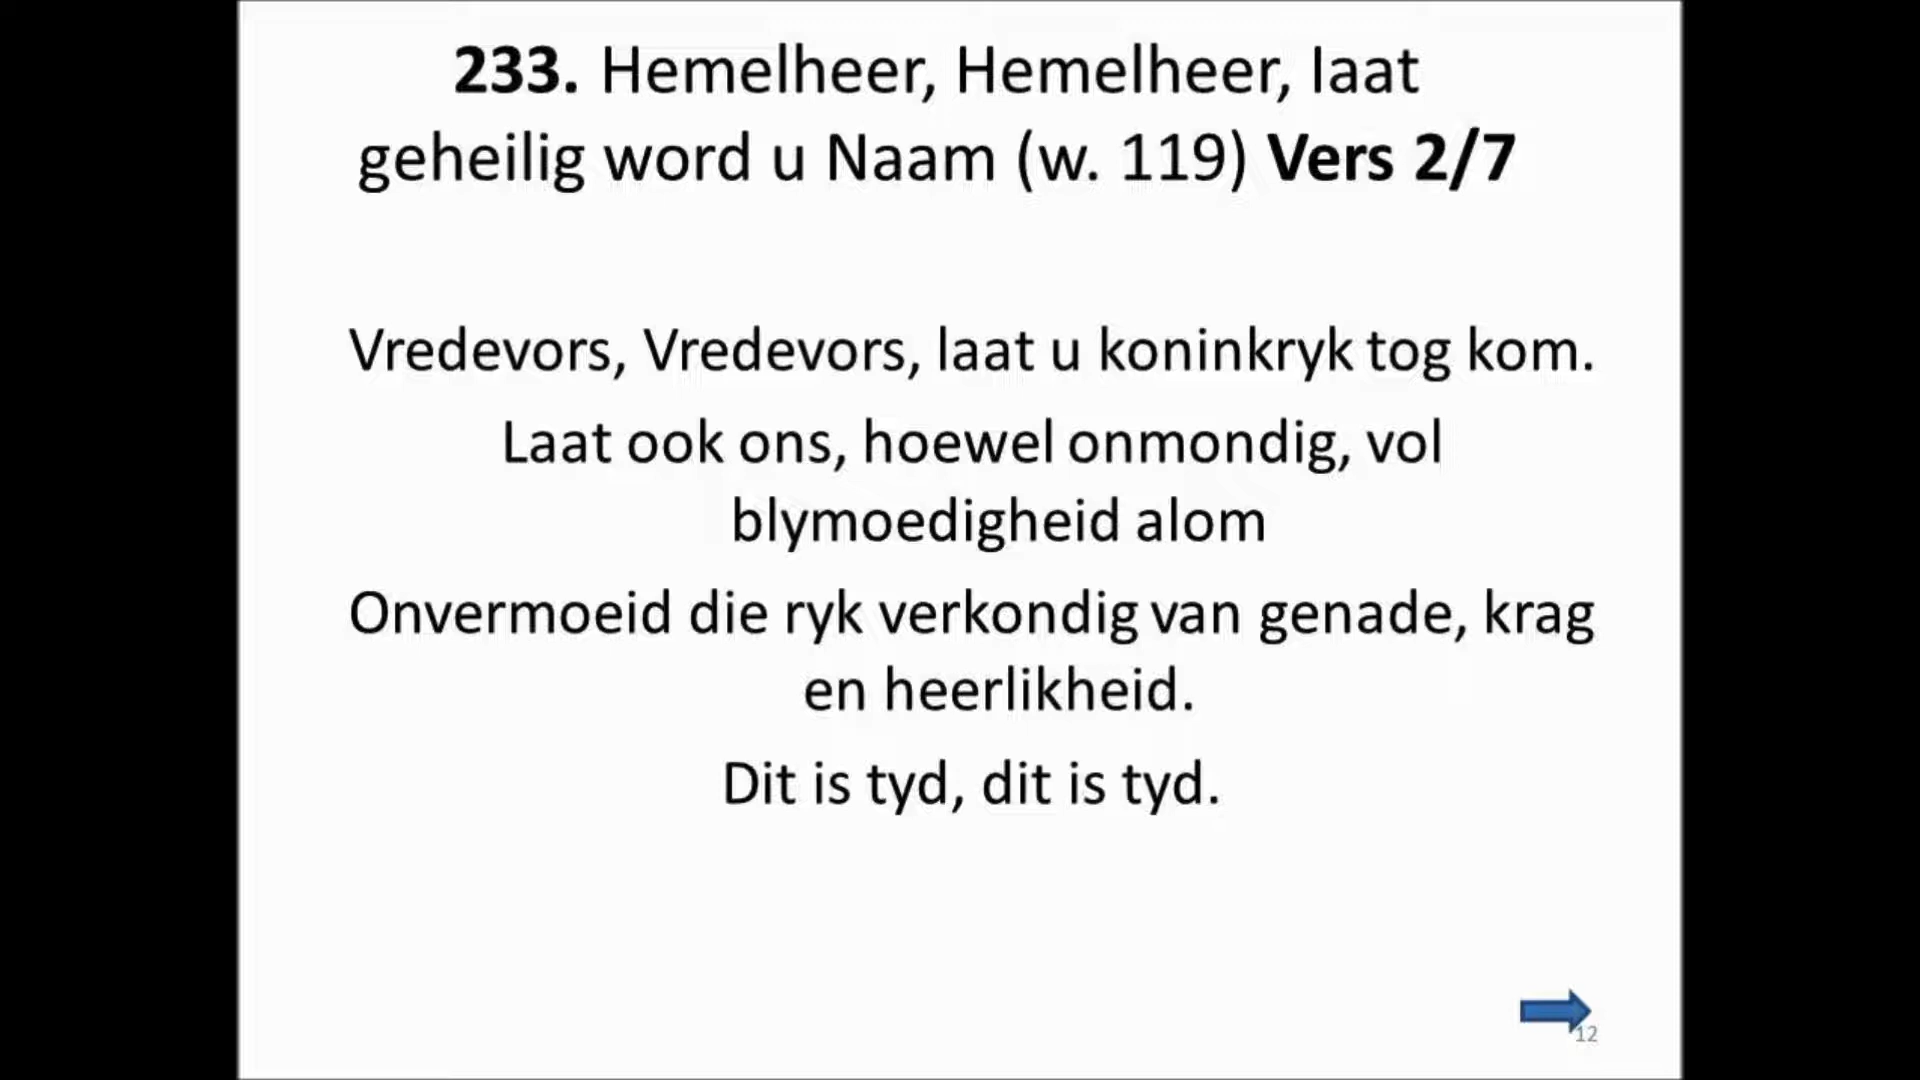 233. Hemelheer, Hemelheer, laat
geheilig word u Naam (w. 119) Vers 2/7
Vredevors, Vredevors, laat u koninkryk tog kom.
Laat ook ons, hoewel onmondig, vol
blymoedigheid alom
Onvermoeid die ryk verkondig van genade, krag
en heerlikheid.
Dit is tyd, dit is tyd.
12